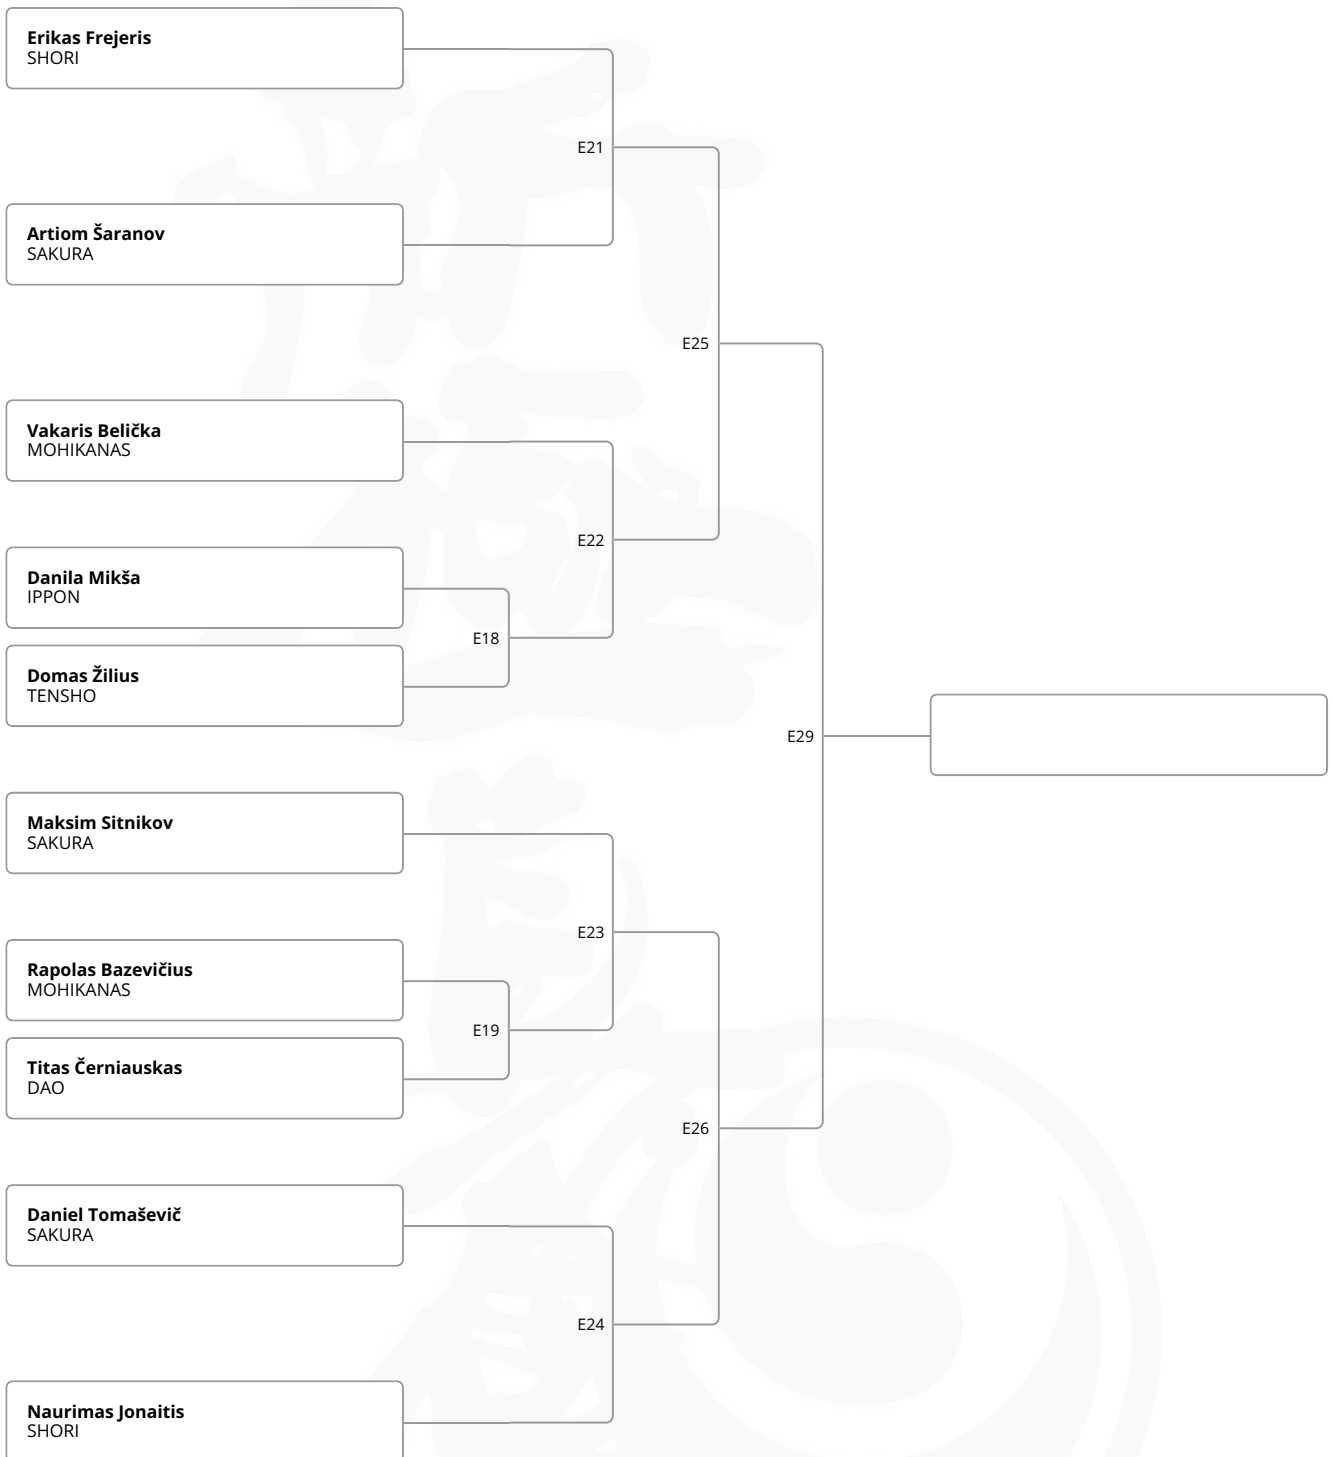 Erikas Frejeris
SHORI
E21
Artiom Šaranov
SAKURA
E25
Vakaris Belička
MOHIKANAS
E22
Danila Mikša
IPPON
E18
Domas Žilius
TENSHO
E29
Maksim Sitnikov
SAKURA
E23
Rapolas Bazevičius
MOHIKANAS
E19
Titas Černiauskas
DAO
E26
Daniel Tomaševič
SAKURA
E24
Naurimas Jonaitis
SHORI